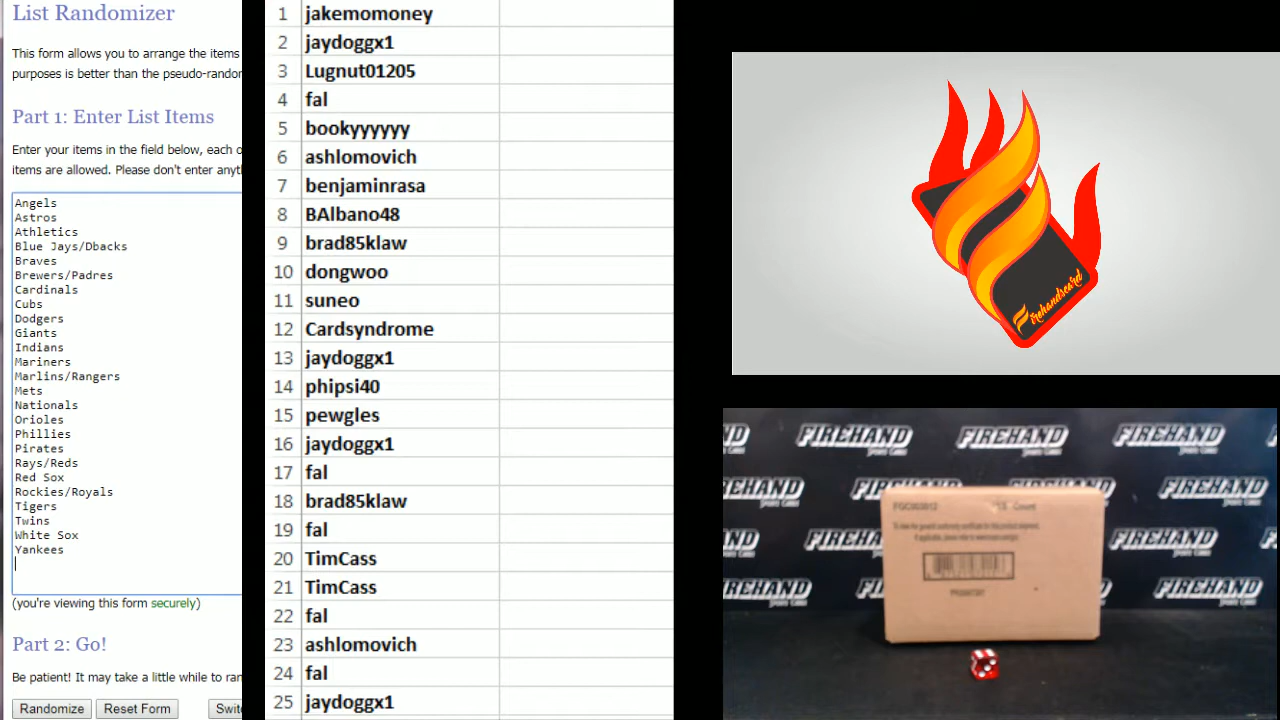 List Randomizer
This form allows you to arrange the items
purposes is better than the pseudo-randor
Part 1: Enter List Items
Enter your items in the field below, each o
items are allowed. Please don't enter anyt
Angels
Astros
Athletics
Blue Jays/Dbacks
Braves
Brewers/Padres
Cardinals
Cubs
Dodgers
Giants
Indians
Mariners
Marlins/Rangers
Mets
Nationals
Orioles
Phillies
Pirates
Rays/Reds
Red Sox
Rockies/Royals
Tigers
Twins
White Sox
Yankees
(you're viewing this form securely)
Part 2: Go!
Be patient! It may take a little while to ran
Randomize Reset Form Swit
1 jakemomoney
2 jaydoggx1
3 Lugnut01205
4 fal
5 bookyyyyyy
6 ashlomovich
7 benjaminrasa
8 BAlbano48
9 brad85klaw
10 dongwoo
11 suneo
12 Cardsyndrome
13 jaydoggx1
14 phipsi40
15 pewgles
16 jaydoggx1
17 fal
18 brad85klaw
19 fal
20 TimCass
21 TimCass
22 fal
23 ashlomovich
24 fal
25 jaydoggx1
Firehandscard
FIREHAND
FIREHAND
FIREHAND